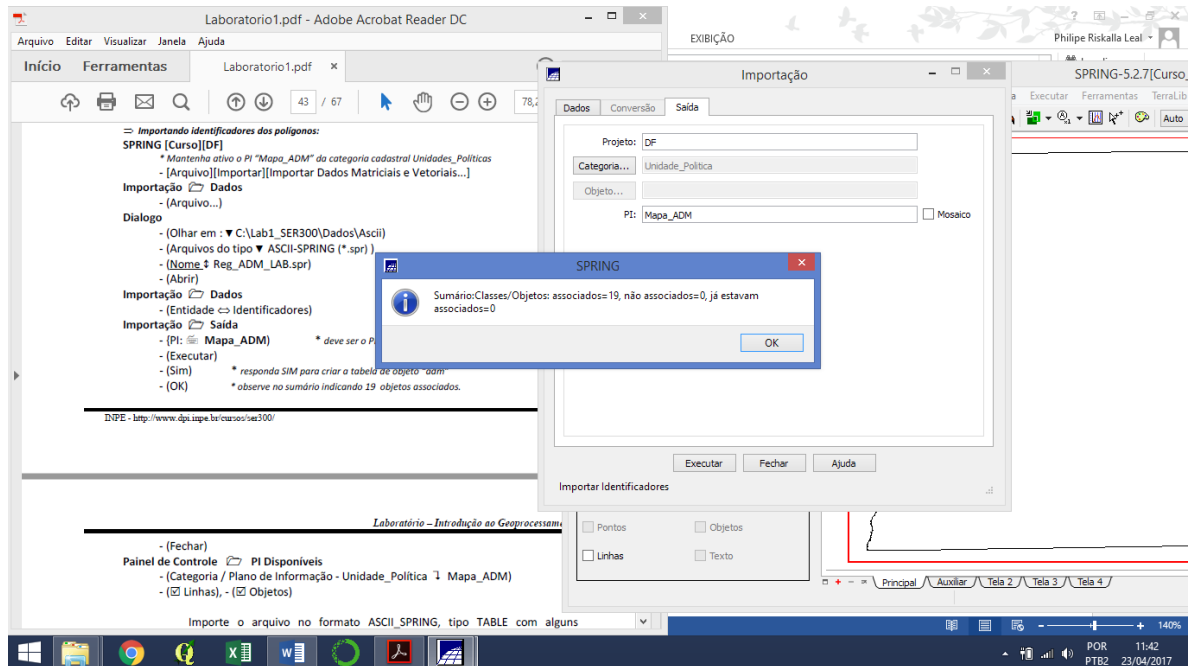 Laboratorio1.pdf - Adobe Acrobat Reader DC
Arquivo Editar Visualizar Janela Ajuda
Início Ferramentas Laboratorio1.pdf ×
43 / 67
78,2
⇒ Importando identificadores dos polígonos:
SPRING [Curso][DF]
* Mantenha ativo o PI "Mapa_ADM" da categoria cadastral Unidades_Políticas
- [Arquivo][Importar][Importar Dados Matriciais e Vetoriais...]
Importação Dados
- (Arquivo...)
Dialogo
- (Olhar em : ▼ C:\Lab1_SER300\Dados\Ascii)
- (Arquivos do tipo ▼ ASCII-SPRING (*.spr) )
- (Nome ↕ Reg_ADM_LAB.spr)
- (Abrir)
Importação Dados
- (Entidade ⇔ Identificadores)
Importação Saída
- {PI: Mapa_ADM) * deve ser o P
- (Executar)
- (Sim) * responda SIM para criar a tabela de objeto "adm"
- (OK) * observe no sumário indicando 19 objetos associados.
INPE - http://www.dpi.inpe.br/cursos/ser300/
Laboratório – Introdução ao Geoprocessam
- (Fechar)
Painel de Controle PI Disponíveis
- (Categoria / Plano de Informação - Unidade_Política Mapa_ADM)
- (☑ Linhas), - (☑ Objetos)
Importe o arquivo no formato ASCII_SPRING, tipo TABLE com alguns
EXIBIÇÃO
Philipe Riskalla Leal
Importação
Dados Conversão Saída
Projeto: DF
Categoria... Unidade_Politica
Objeto...
PI: Mapa_ADM Mosaico
Executar Fechar Ajuda
Importar Identificadores
SPRING
Sumário:Classes/Objetos: associados=19, não associados=0, já estavam
associados=0
OK
SPRING-5.2.7[Curso_
a Executar Ferramentas TerraLib
Auto
Pontos Objetos
Linhas Texto
Principal Auxiliar Tela 2 Tela 3 Tela 4
140%
POR 11:42
PTB2 23/04/2017